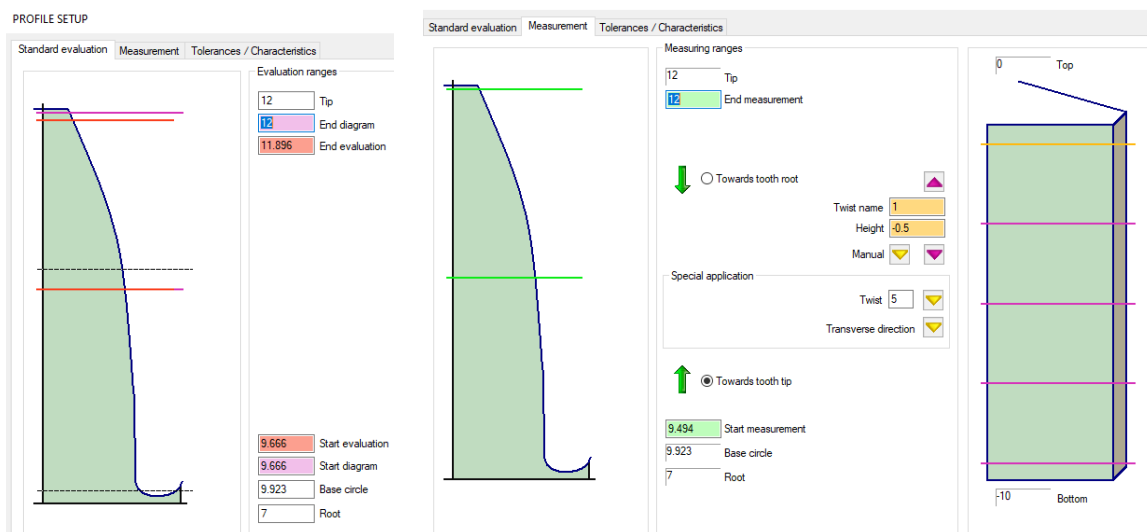 PROFILE SETUP
Standard evaluation Measurement Tolerances / Characteristics
Evaluation ranges
12 Tip
12 End diagram
11.896 End evaluation
9.666 Start evaluation
9.666 Start diagram
9.923 Base circle
7 Root
Standard evaluation Measurement Tolerances / Characteristics
Measuring ranges
12 Tip
12 End measurement
Towards tooth root
Twist name 1
Height -0.5
Manual
Special application
Twist 5
Transverse direction
Towards tooth tip
9.494 Start measurement
9.923 Base circle
7 Root
0 Top
-10 Bottom